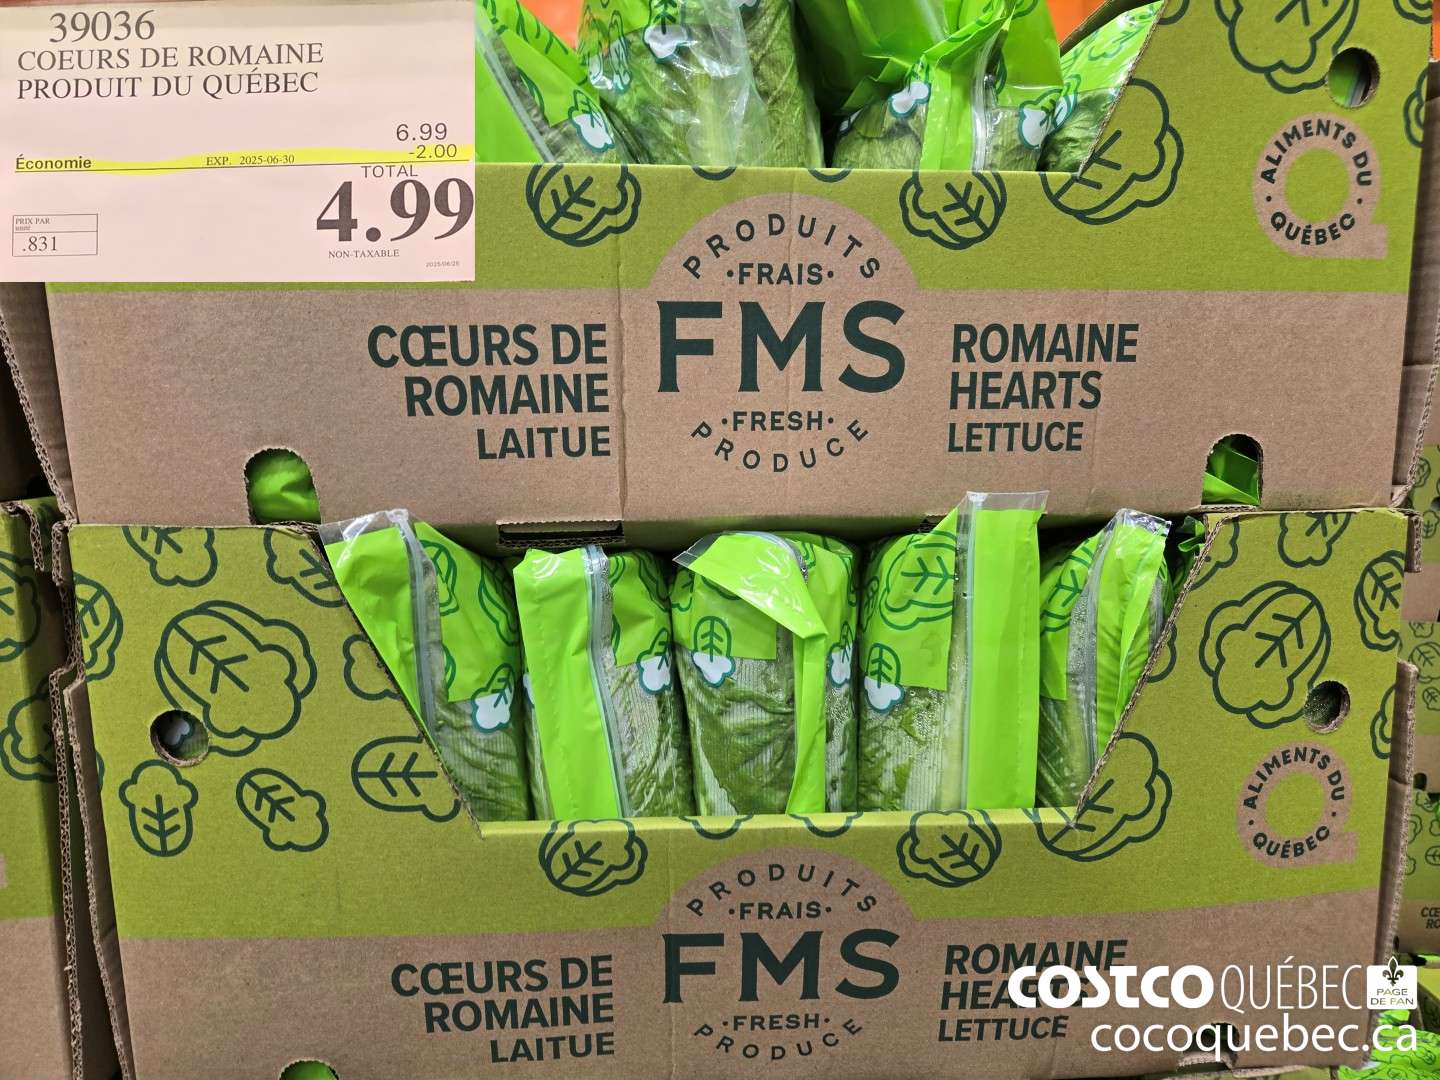 39036
COEURS DE ROMAINE
PRODUIT DU QUÉBEC
6.99
Économie EXP. 2025-06-30 -2.00
TOTAL
4.99
PRIX PAR
unité
.831
NON-TAXABLE
2025/06/25
ALIMENTS DU
QUÉBEC
PRODUITS
•FRAIS•
FMS
•FRESH•
PRODUCE
CŒURS DE
ROMAINE
LAITUE
ROMAINE
HEARTS
LETTUCE
ALIMENTS DU
QUÉBEC
PRODUITS
•FRAIS•
FMS
•FRESH•
PRODUCE
CŒURS DE
ROMAINE
LAITUE
ROMAINE
HEARTS
LETTUCE
COSTCO QUÉBEC PAGE
DE FAN
cocoquebec.ca